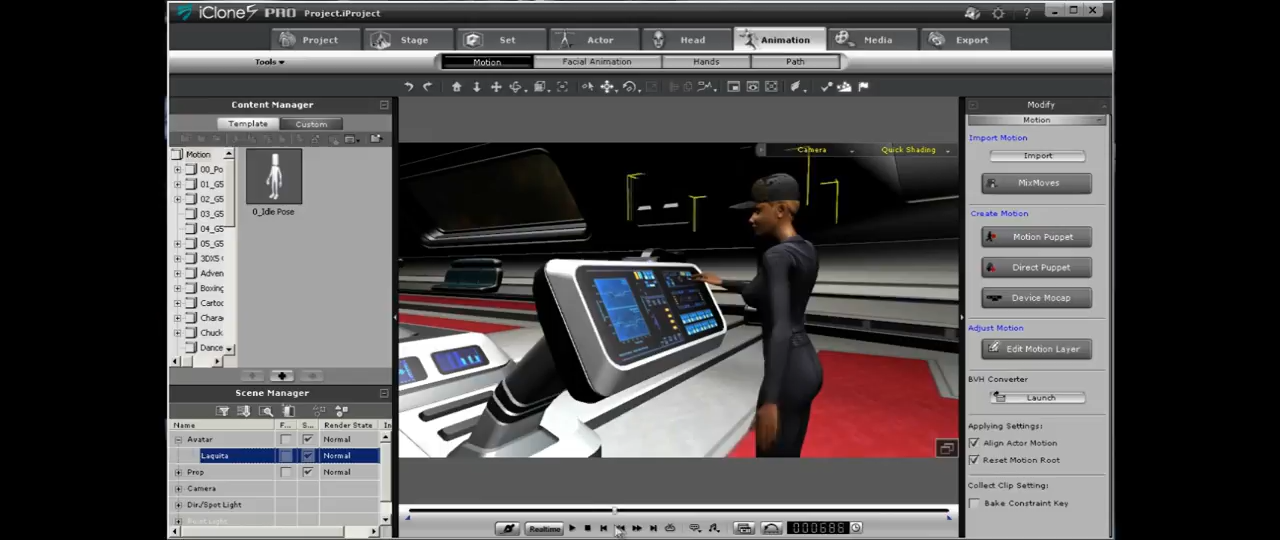 iClone5 PRO Project.iProject
Project Stage Set Actor Head Animation Media Export
Tools Motion Facial Animation Hands Path
Content Manager
Template Custom
Motion
00_Po
01_G5
02_G5
03_G5
04_G5
05_G5
3DX5
Adven
Boxing
Cartoo
Charac
Chuck
Dance
0_Idle Pose
Scene Manager
Name F... S... Render State In
Avatar Normal
Laquita Normal
Prop Normal
Camera
Dir./Spot Light
Camera Quick Shading
Realtime 000686
Modify
Motion
Import Motion
Import
MixMoves
Create Motion
Motion Puppet
Direct Puppet
Device Mocap
Adjust Motion
Edit Motion Layer
BVH Converter
Launch
Applying Settings:
Align Actor Motion
Reset Motion Root
Collect Clip Setting:
Bake Constraint Key